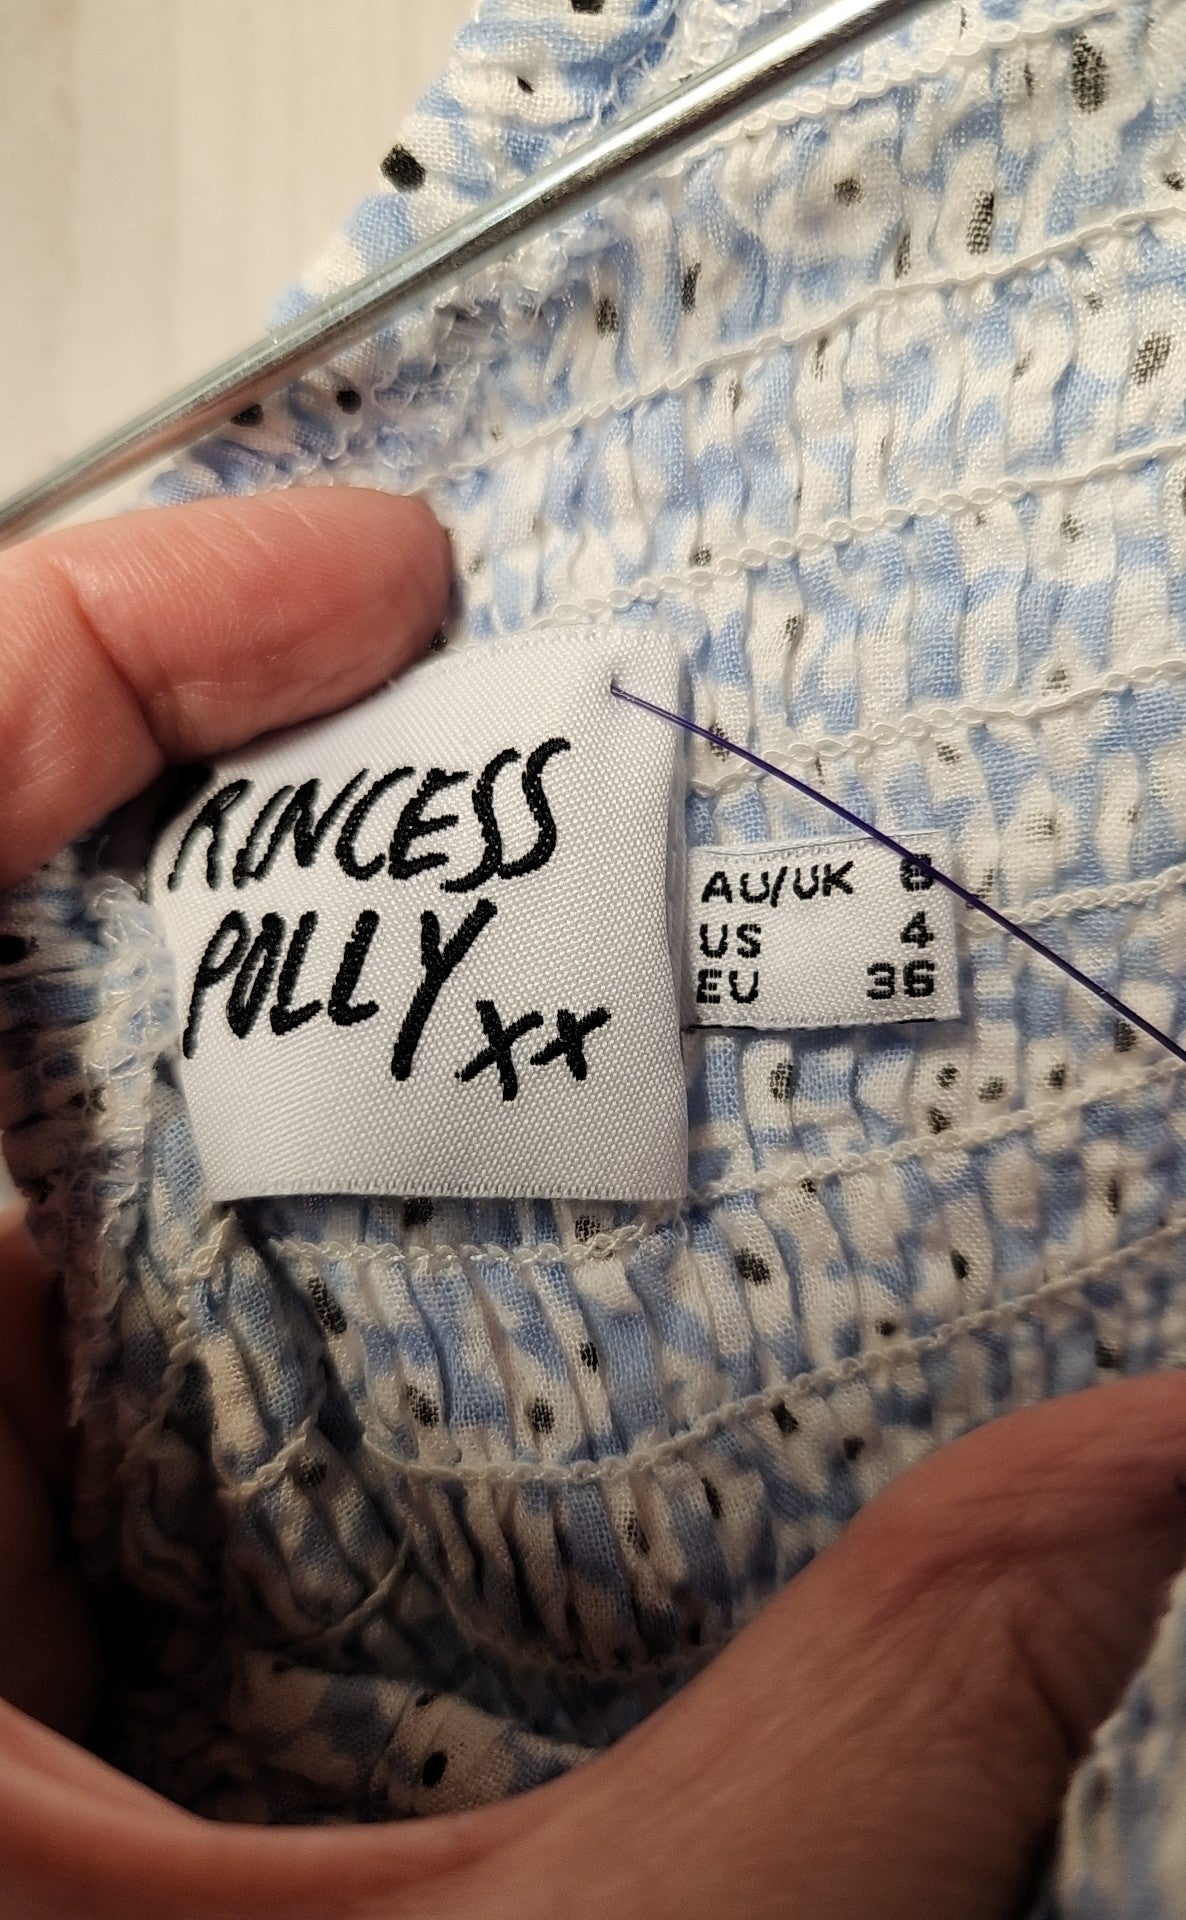 RINCESS
POLLY
xx
AU/UK 8
US 4
EU 36